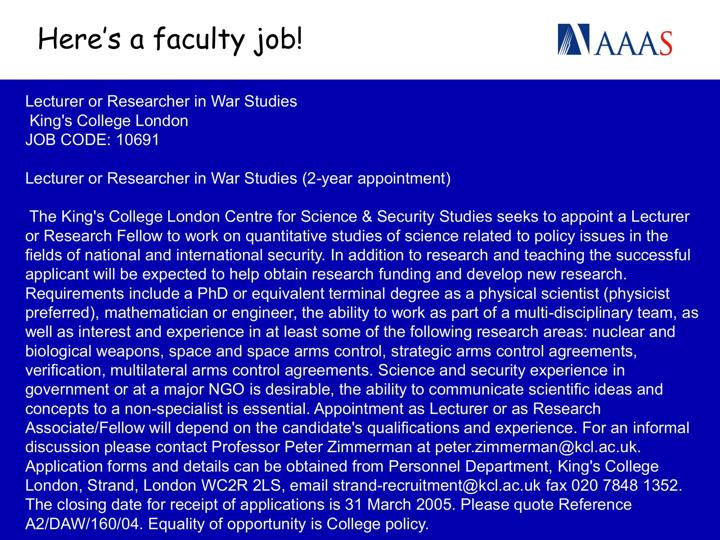 Here's a faculty job!
AAAS
Lecturer or Researcher in War Studies
King's College London
JOB CODE: 10691
Lecturer or Researcher in War Studies (2-year appointment)
The King's College London Centre for Science & Security Studies seeks to appoint a Lecturer
or Research Fellow to work on quantitative studies of science related to policy issues in the
fields of national and international security. In addition to research and teaching the successful
applicant will be expected to help obtain research funding and develop new research.
Requirements include a PhD or equivalent terminal degree as a physical scientist (physicist
preferred), mathematician or engineer, the ability to work as part of a multi-disciplinary team, as
well as interest and experience in at least some of the following research areas: nuclear and
biological weapons, space and space arms control, strategic arms control agreements,
verification, multilateral arms control agreements. Science and security experience in
government or at a major NGO is desirable, the ability to communicate scientific ideas and
concepts to a non-specialist is essential. Appointment as Lecturer or as Research
Associate/Fellow will depend on the candidate's qualifications and experience. For an informal
discussion please contact Professor Peter Zimmerman at peter.zimmerman@kcl.ac.uk.
Application forms and details can be obtained from Personnel Department, King's College
London, Strand, London WC2R 2LS, email strand-recruitment@kcl.ac.uk fax 020 7848 1352.
The closing date for receipt of applications is 31 March 2005. Please quote Reference
A2/DAW/160/04. Equality of opportunity is College policy.